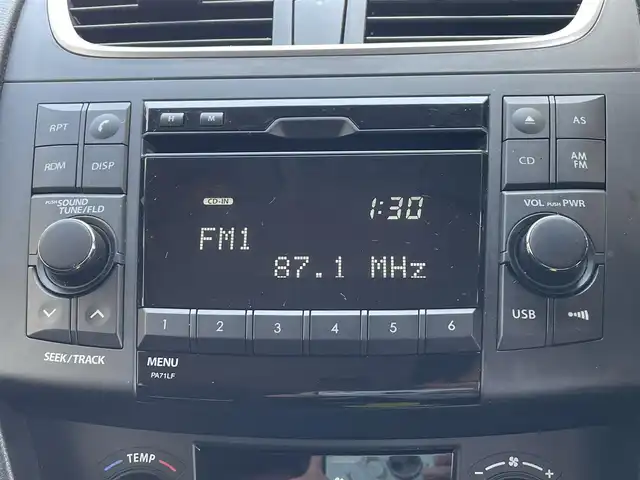 RPT
H M
AS
RDM DISP
CD AM FM
PUSH SOUND
TUNE/FLD
VOL PUSH PWR
CD-IN
1:30
FM1
87.1 MHz
USB
1 2 3 4 5 6
SEEK/TRACK
MENU
PA71LF
TEMP
- +